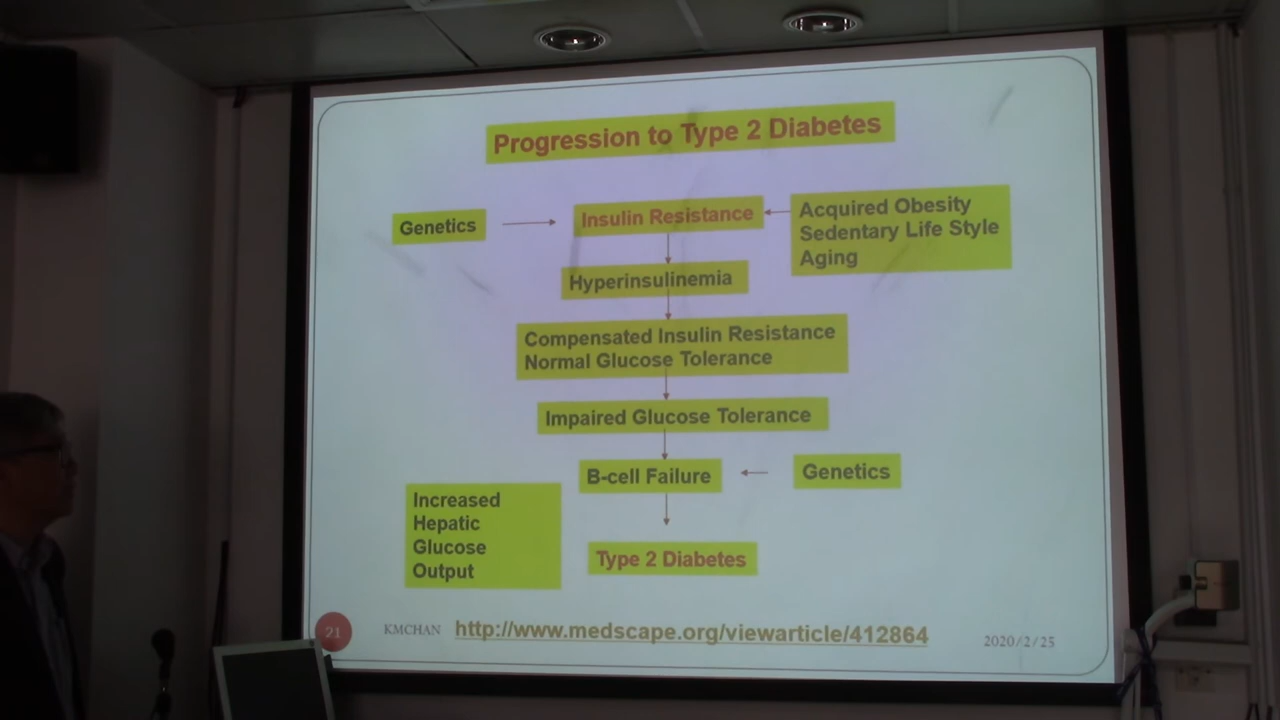 Progression to Type 2 Diabetes
Genetics
Insulin Resistance
Acquired Obesity
Sedentary Life Style
Aging
Hyperinsulinemia
Compensated Insulin Resistance
Normal Glucose Tolerance
Impaired Glucose Tolerance
B-cell Failure
Genetics
Increased
Hepatic
Glucose
Output
Type 2 Diabetes
21
KMCHAN
http://www.medscape.org/viewarticle/412864
2020/2/25